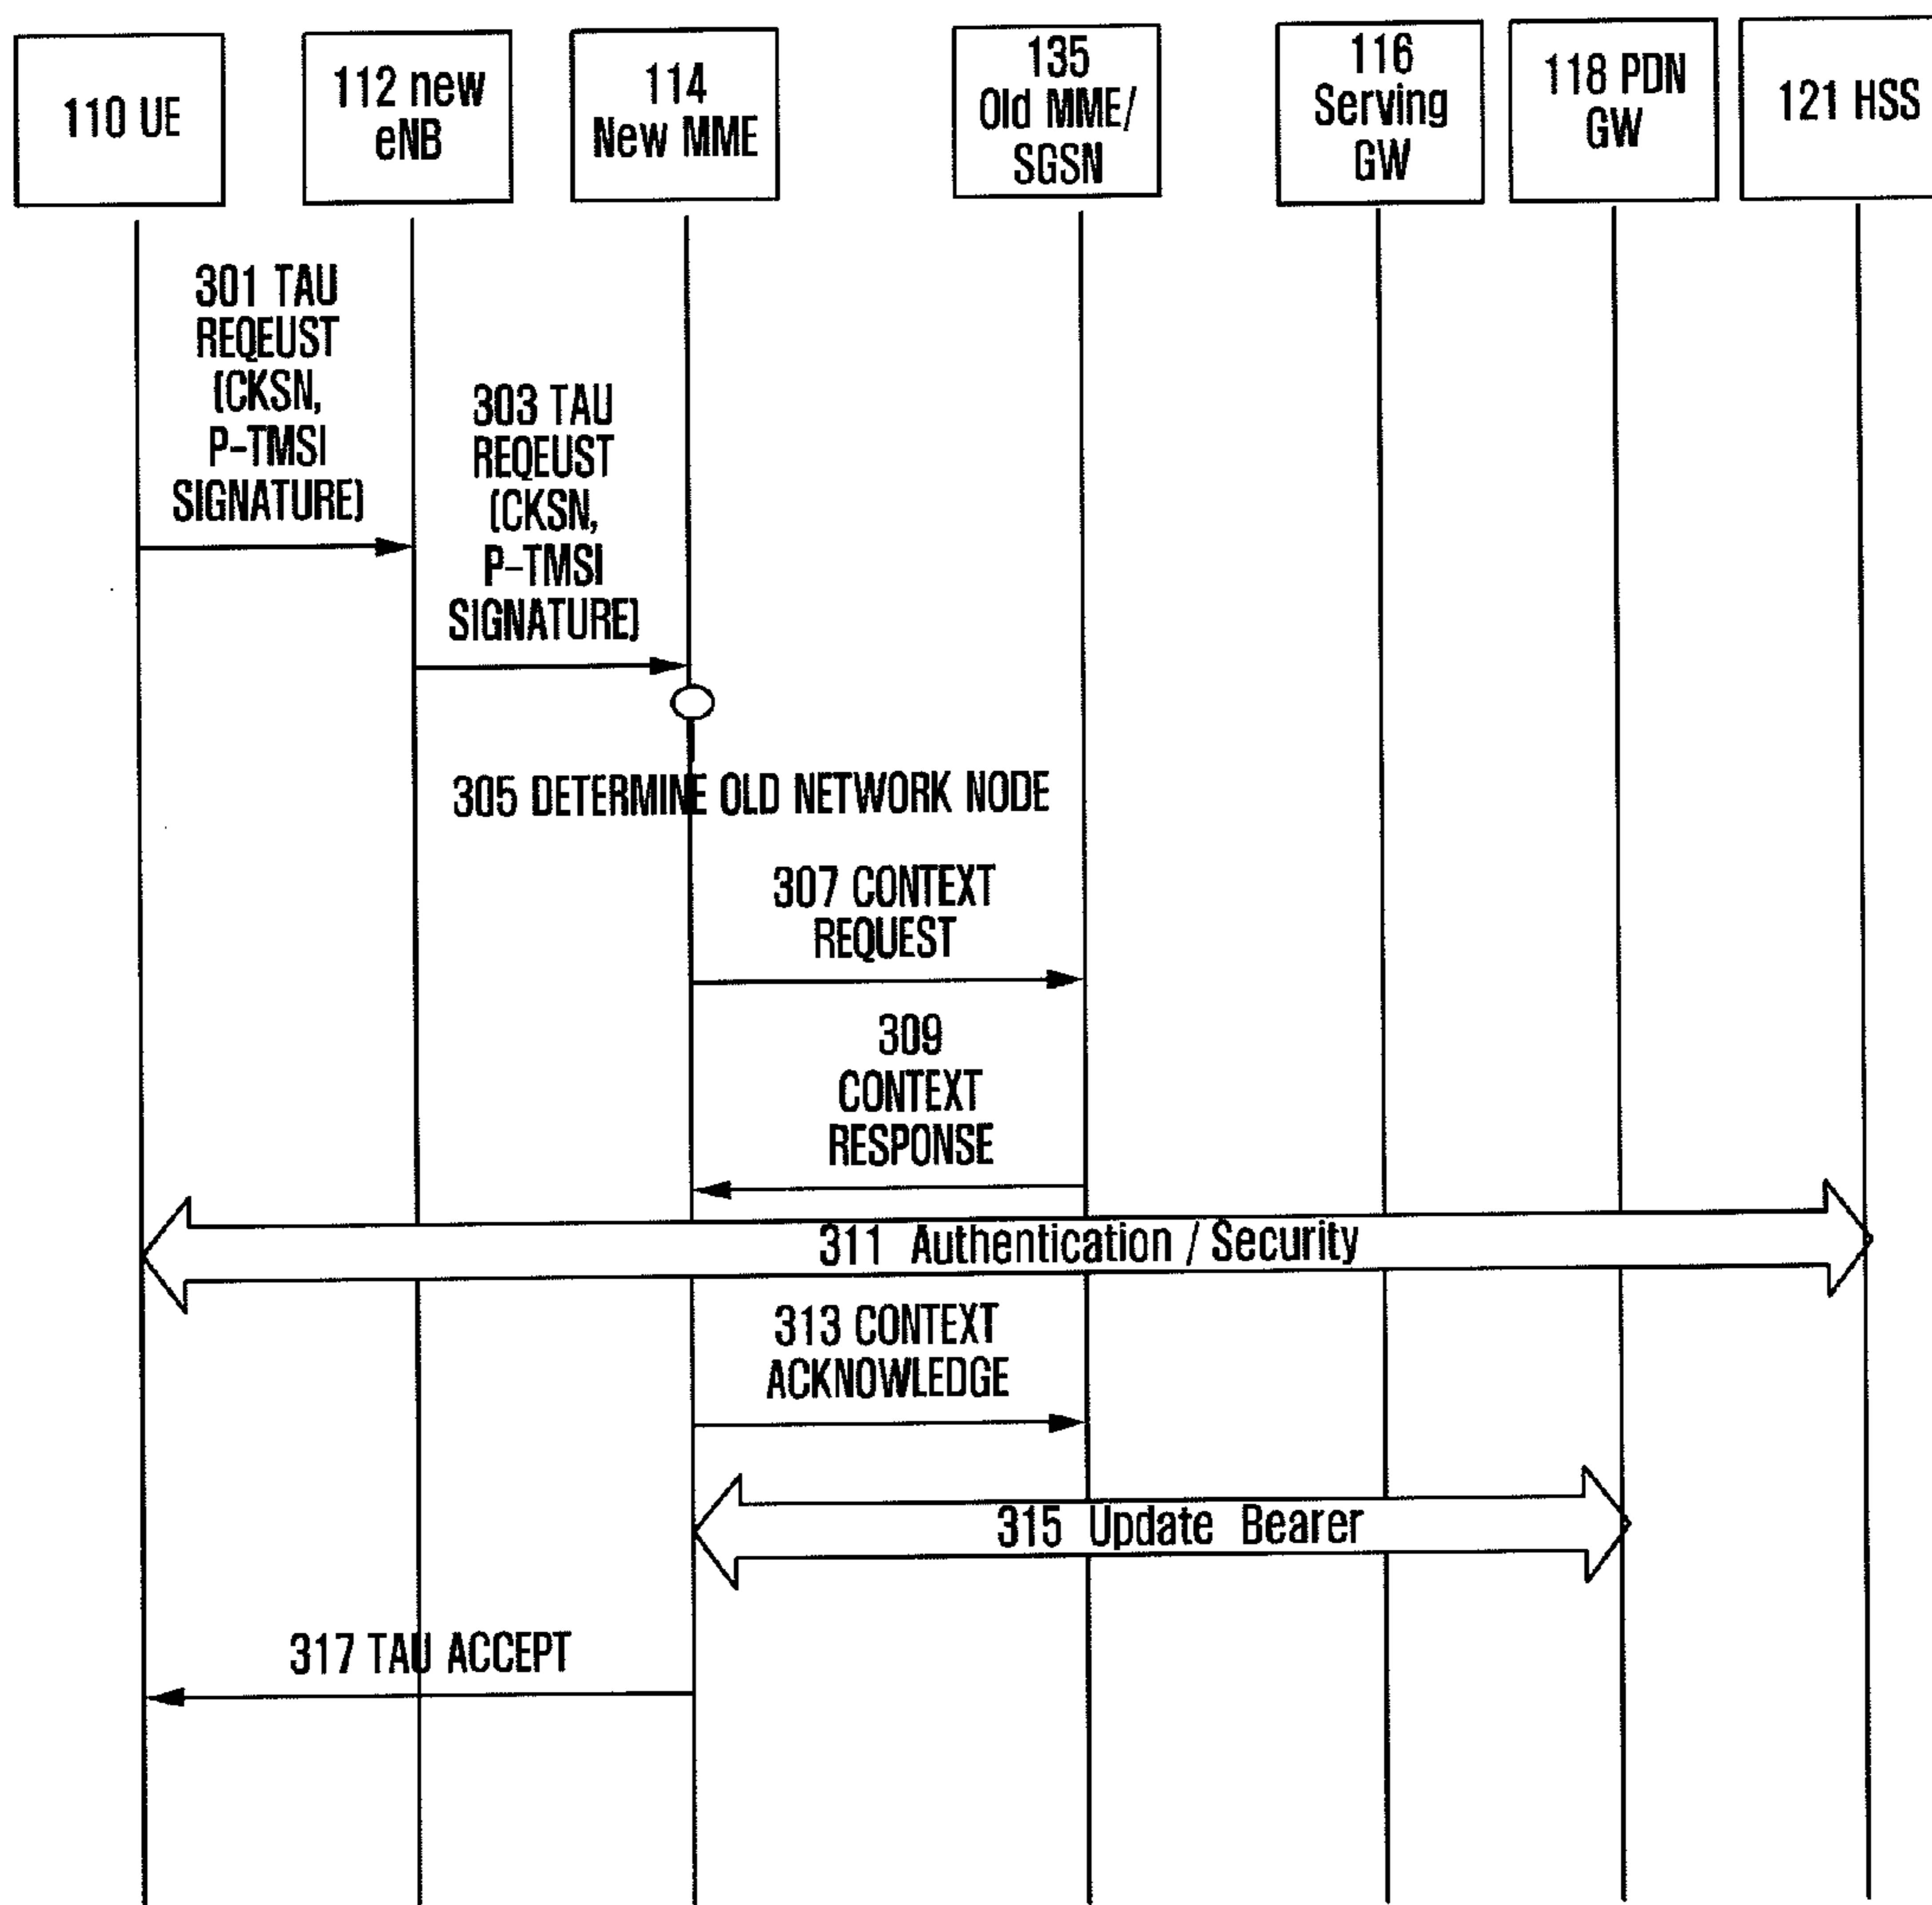 110 UE
112 new
eNB
114
New MME
135
Old MME/
SGSN
116
Serving
GW
118 PDN
GW
121 HSS
301 TAU
REQEUST
(CKSN,
P-TMSI
SIGNATURE)
303 TAU
REQEUST
(CKSN,
P-TMSI
SIGNATURE)
305 DETERMINE OLD NETWORK NODE
307 CONTEXT
REQUEST
309
CONTEXT
RESPONSE
311 Authentication / Security
313 CONTEXT
ACKNOWLEDGE
315 Update Bearer
317 TAU ACCEPT